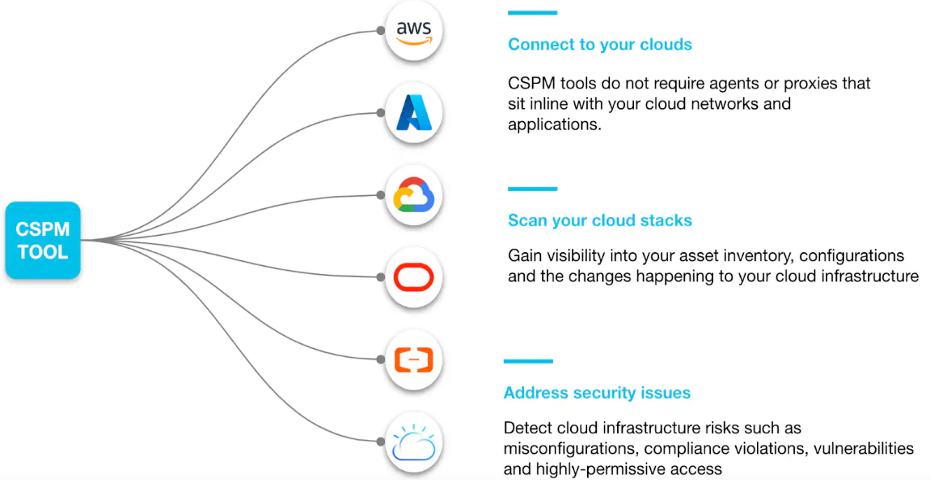 CSPM
TOOL
aws
Connect to your clouds
CSPM tools do not require agents or proxies that
sit inline with your cloud networks and
applications.
Scan your cloud stacks
Gain visibility into your asset inventory, configurations
and the changes happening to your cloud infrastructure
Address security issues
Detect cloud infrastructure risks such as
misconfigurations, compliance violations, vulnerabilities
and highly-permissive access